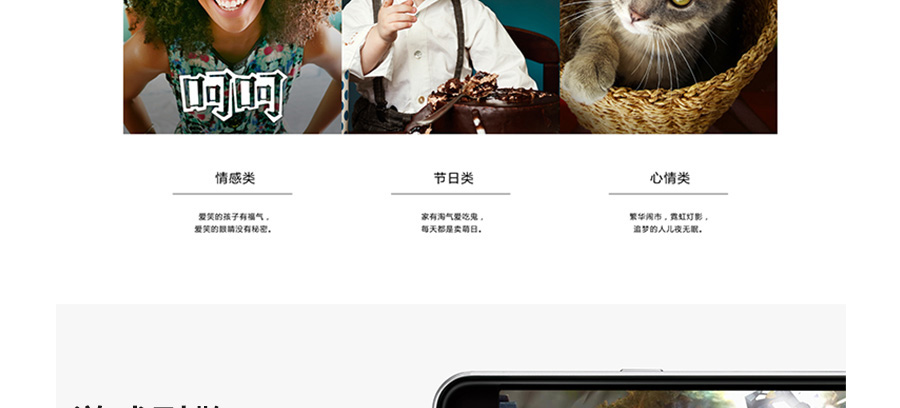 呵呵
情感类
节日类
心情类
爱笑的孩子有福气，
爱笑的眼睛没有秘密。
家有淘气爱吃鬼，
每天都是卖萌日。
繁华闹市，霓虹灯影，
追梦的人儿夜无眠。